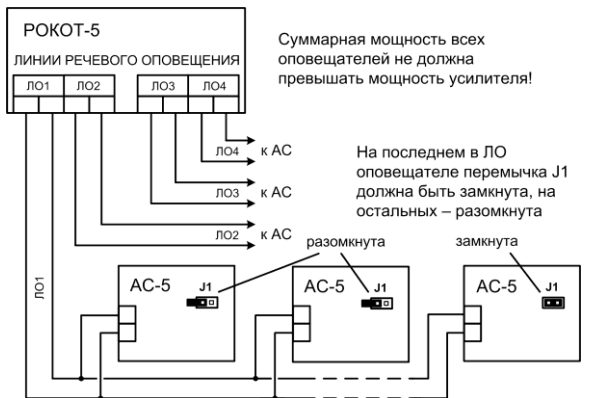 РОКОТ-5
ЛИНИИ РЕЧЕВОГО ОПОВЕЩЕНИЯ
ЛО1 ЛО2 ЛО3 ЛО4
Суммарная мощность всех
оповещателей не должна
превышать мощность усилителя!
ЛО4 к АС
ЛО3 к АС
ЛО2 к АС
На последнем в ЛО
оповещателе перемычка J1
должна быть замкнута, на
остальных – разомкнута
разомкнута
замкнута
ЛО1
АС-5 J1
АС-5 J1
АС-5 J1